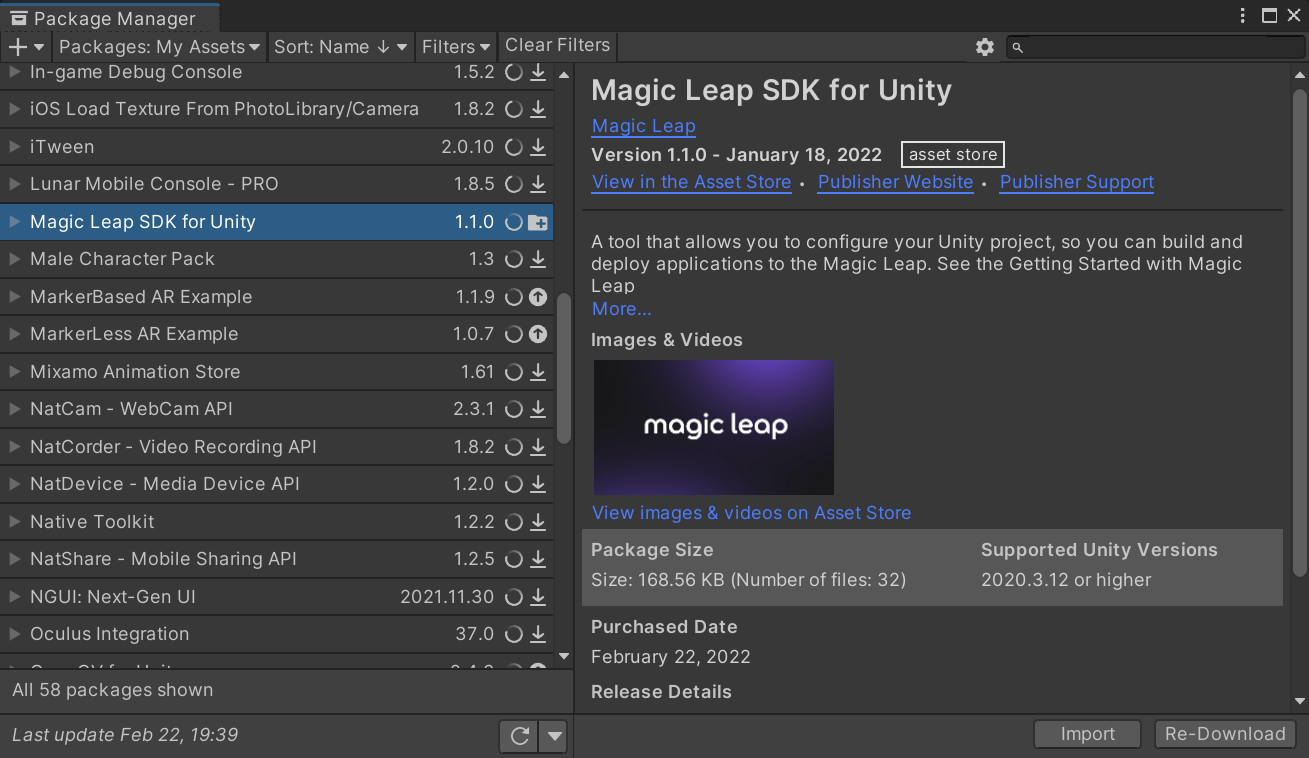 Package Manager
Packages: My Assets Sort: Name ↓ Filters Clear Filters
In-game Debug Console 1.5.2
iOS Load Texture From PhotoLibrary/Camera 1.8.2
iTween 2.0.10
Lunar Mobile Console - PRO 1.8.5
Magic Leap SDK for Unity 1.1.0
Male Character Pack 1.3
MarkerBased AR Example 1.1.9
MarkerLess AR Example 1.0.7
Mixamo Animation Store 1.61
NatCam - WebCam API 2.3.1
NatCorder - Video Recording API 1.8.2
NatDevice - Media Device API 1.2.0
Native Toolkit 1.2.2
NatShare - Mobile Sharing API 1.2.5
NGUI: Next-Gen UI 2021.11.30
Oculus Integration 37.0
All 58 packages shown
Last update Feb 22, 19:39
Magic Leap SDK for Unity
Magic Leap
Version 1.1.0 - January 18, 2022 asset store
View in the Asset Store • Publisher Website • Publisher Support
A tool that allows you to configure your Unity project, so you can build and
deploy applications to the Magic Leap. See the Getting Started with Magic
Leap
More...
Images & Videos
magic leap
View images & videos on Asset Store
Package Size Supported Unity Versions
Size: 168.56 KB (Number of files: 32) 2020.3.12 or higher
Purchased Date
February 22, 2022
Release Details
Import Re-Download